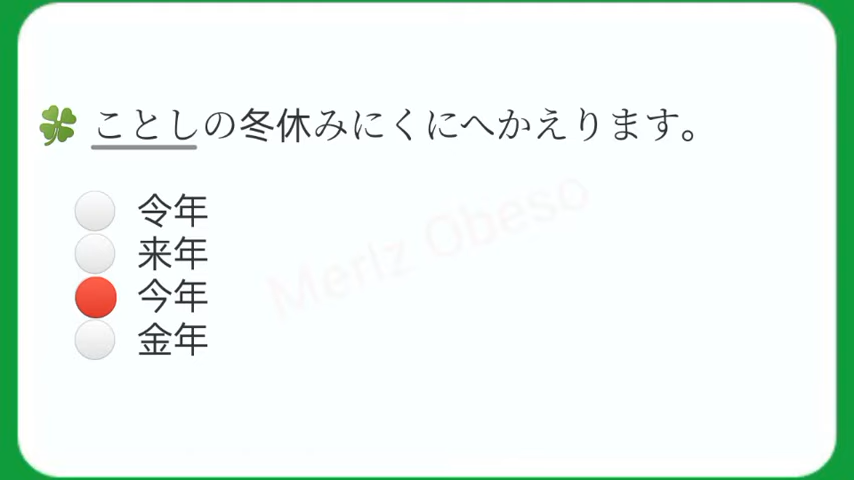 ことしの冬休みにくにへかえります。
令年
来年
今年
金年
Merlz Obeso